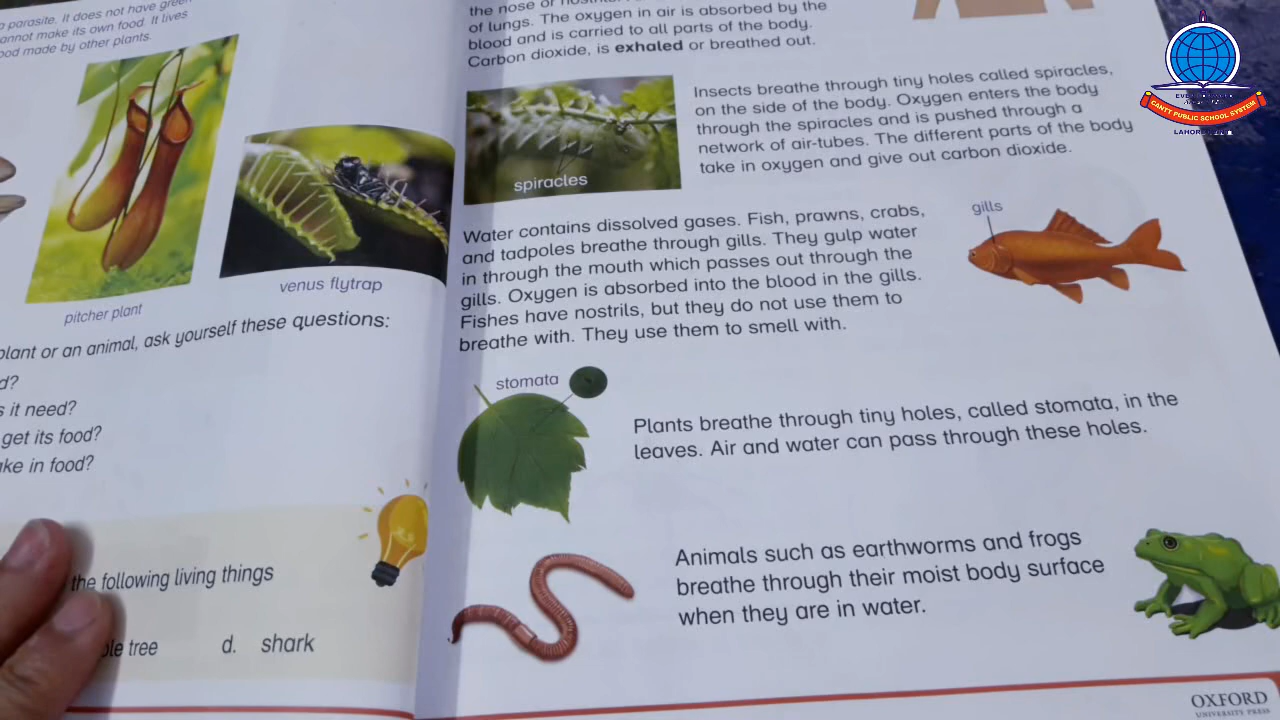 a parasite. It does not have green
cannot make its own food. It lives
food made by other plants.
pitcher plant
venus flytrap
plant or an animal, ask yourself these questions:
d?
s it need?
get its food?
ake in food?
the following living things
ple tree
d. shark
the nose or
of lungs. The oxygen in air is absorbed by the
blood and is carried to all parts of the body.
Carbon dioxide, is exhaled or breathed out.
spiracles
Insects breathe through tiny holes called spiracles,
on the side of the body. Oxygen enters the body
through the spiracles and is pushed through a
network of air-tubes. The different parts of the body
take in oxygen and give out carbon dioxide.
Water contains dissolved gases. Fish, prawns, crabs,
and tadpoles breathe through gills. They gulp water
in through the mouth which passes out through the
gills. Oxygen is absorbed into the blood in the gills.
Fishes have nostrils, but they do not use them to
breathe with. They use them to smell with.
gills
stomata
Plants breathe through tiny holes, called stomata, in the
leaves. Air and water can pass through these holes.
Animals such as earthworms and frogs
breathe through their moist body surface
when they are in water.
OXFORD
UNIVERSITY PRESS
CANTT PUBLIC SCHOOL SYSTEM